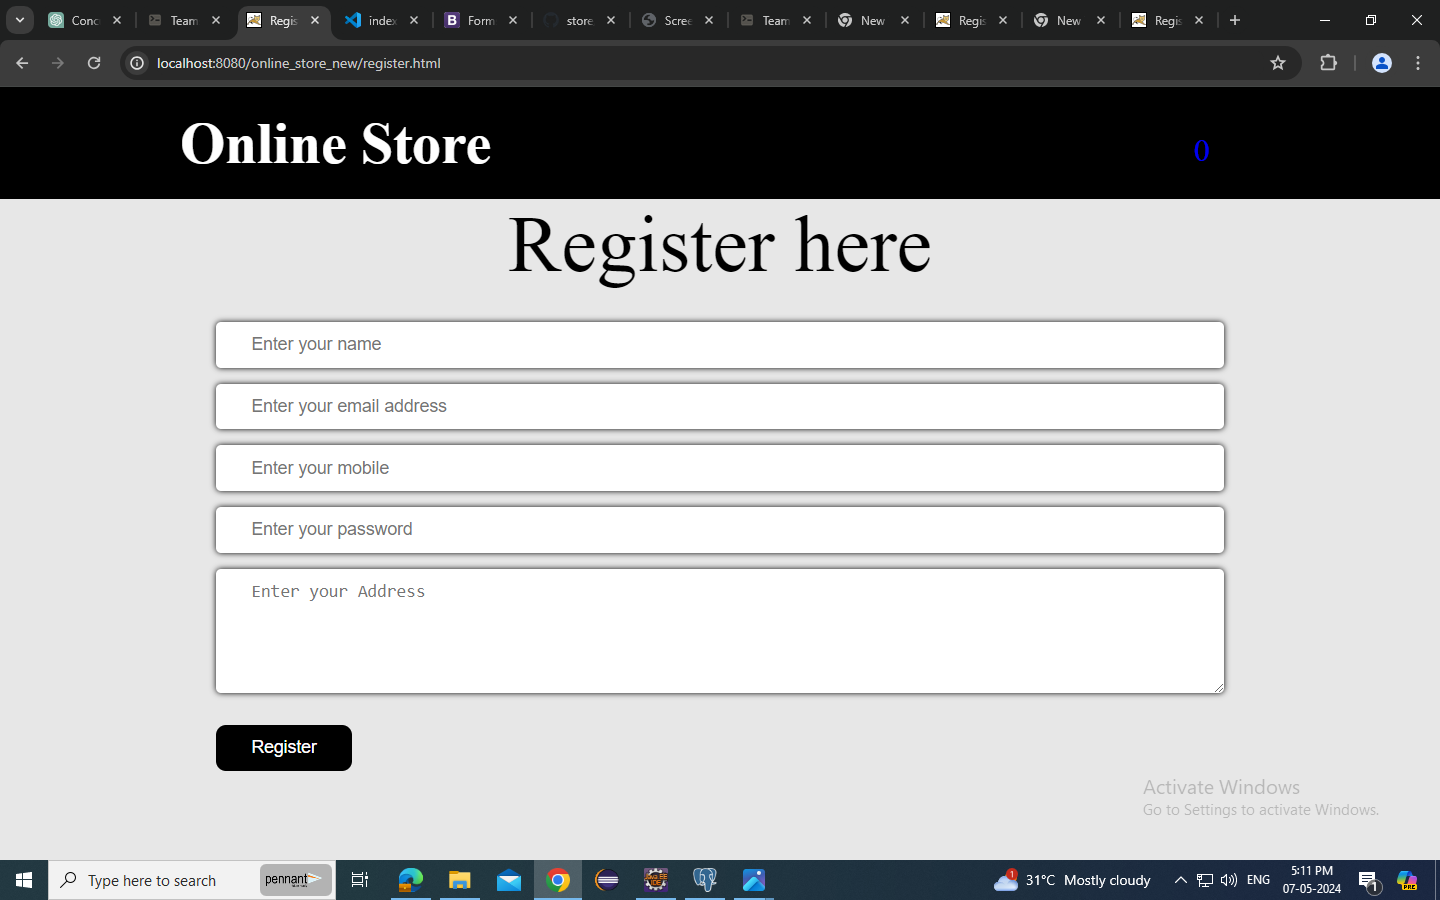 Conc
Team
Regis
index
Form
store
Scree
Team
New
Regis
New
Regis
localhost:8080/online_store_new/register.html
Online Store
0
Register here
Enter your name
Enter your email address
Enter your mobile
Enter your password
Enter your Address
Register
Activate Windows
Go to Settings to activate Windows.
Type here to search
pennant
1
31°C Mostly cloudy
ENG
5:11 PM
07-05-2024
1
PRE